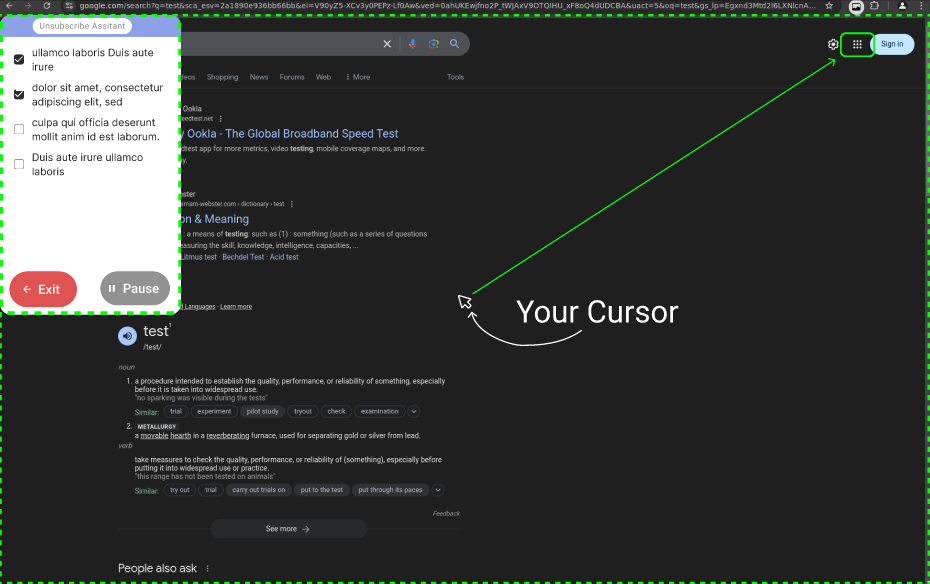 google.com/search?q=test&sca_esv=2a1890e936bb66bb&ei=V90yZ5-XCv3y0PEPz-Lf0Aw&ved=0ahUKEwjfno2P_tWJAxV9OTQIHU_xF8oQ4dUDCBA&uact=5&oq=test&gs_lp=Egxnd3Mtd2l6LXNlcnA...
Unsubscribe Assitant
ullamco laboris Duis aute
irure
dolor sit amet, consectetur
adipiscing elit, sed
culpa qui officia deserunt
mollit anim id est laborum.
Duis aute irure ullamco
laboris
Exit
Pause
Sign in
deos Shopping News Forums Web More Tools
Ookla
eedtest.net
y Ookla - The Global Broadband Speed Test
edtest app for more metrics, video testing, mobile coverage maps, and more.
y.
bster
erriam-webster.com › dictionary › test
on & Meaning
: a means of testing: such as (1) : something (such as a series of questions
easuring the skill, knowledge, intelligence, capacities, ...
Litmus test · Bechdel Test · Acid test
d Languages · Learn more
Your Cursor
test¹
/test/
noun
1. a procedure intended to establish the quality, performance, or reliability of something, especially
before it is taken into widespread use.
"no sparking was visible during the tests"
Similar: trial experiment pilot study tryout check examination
2. METALLURGY
a movable hearth in a reverberating furnace, used for separating gold or silver from lead.
verb
take measures to check the quality, performance, or reliability of (something), especially before
putting it into widespread use or practice.
"this range has not been tested on animals"
Similar: try out trial carry out trials on put to the test put through its paces
Feedback
See more
People also ask